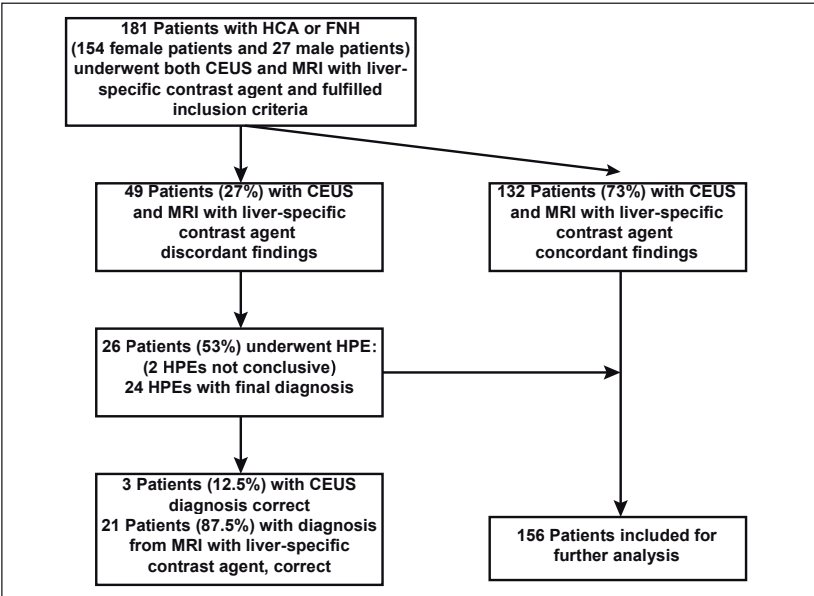 181 Patients with HCA or FNH
(154 female patients and 27 male patients)
underwent both CEUS and MRI with liver-
specific contrast agent and fulfilled
inclusion criteria
49 Patients (27%) with CEUS
and MRI with liver-specific
contrast agent
discordant findings
132 Patients (73%) with CEUS
and MRI with liver-specific
contrast agent
concordant findings
26 Patients (53%) underwent HPE:
(2 HPEs not conclusive)
24 HPEs with final diagnosis
3 Patients (12.5%) with CEUS
diagnosis correct
21 Patients (87.5%) with diagnosis
from MRI with liver-specific
contrast agent, correct
156 Patients included for
further analysis